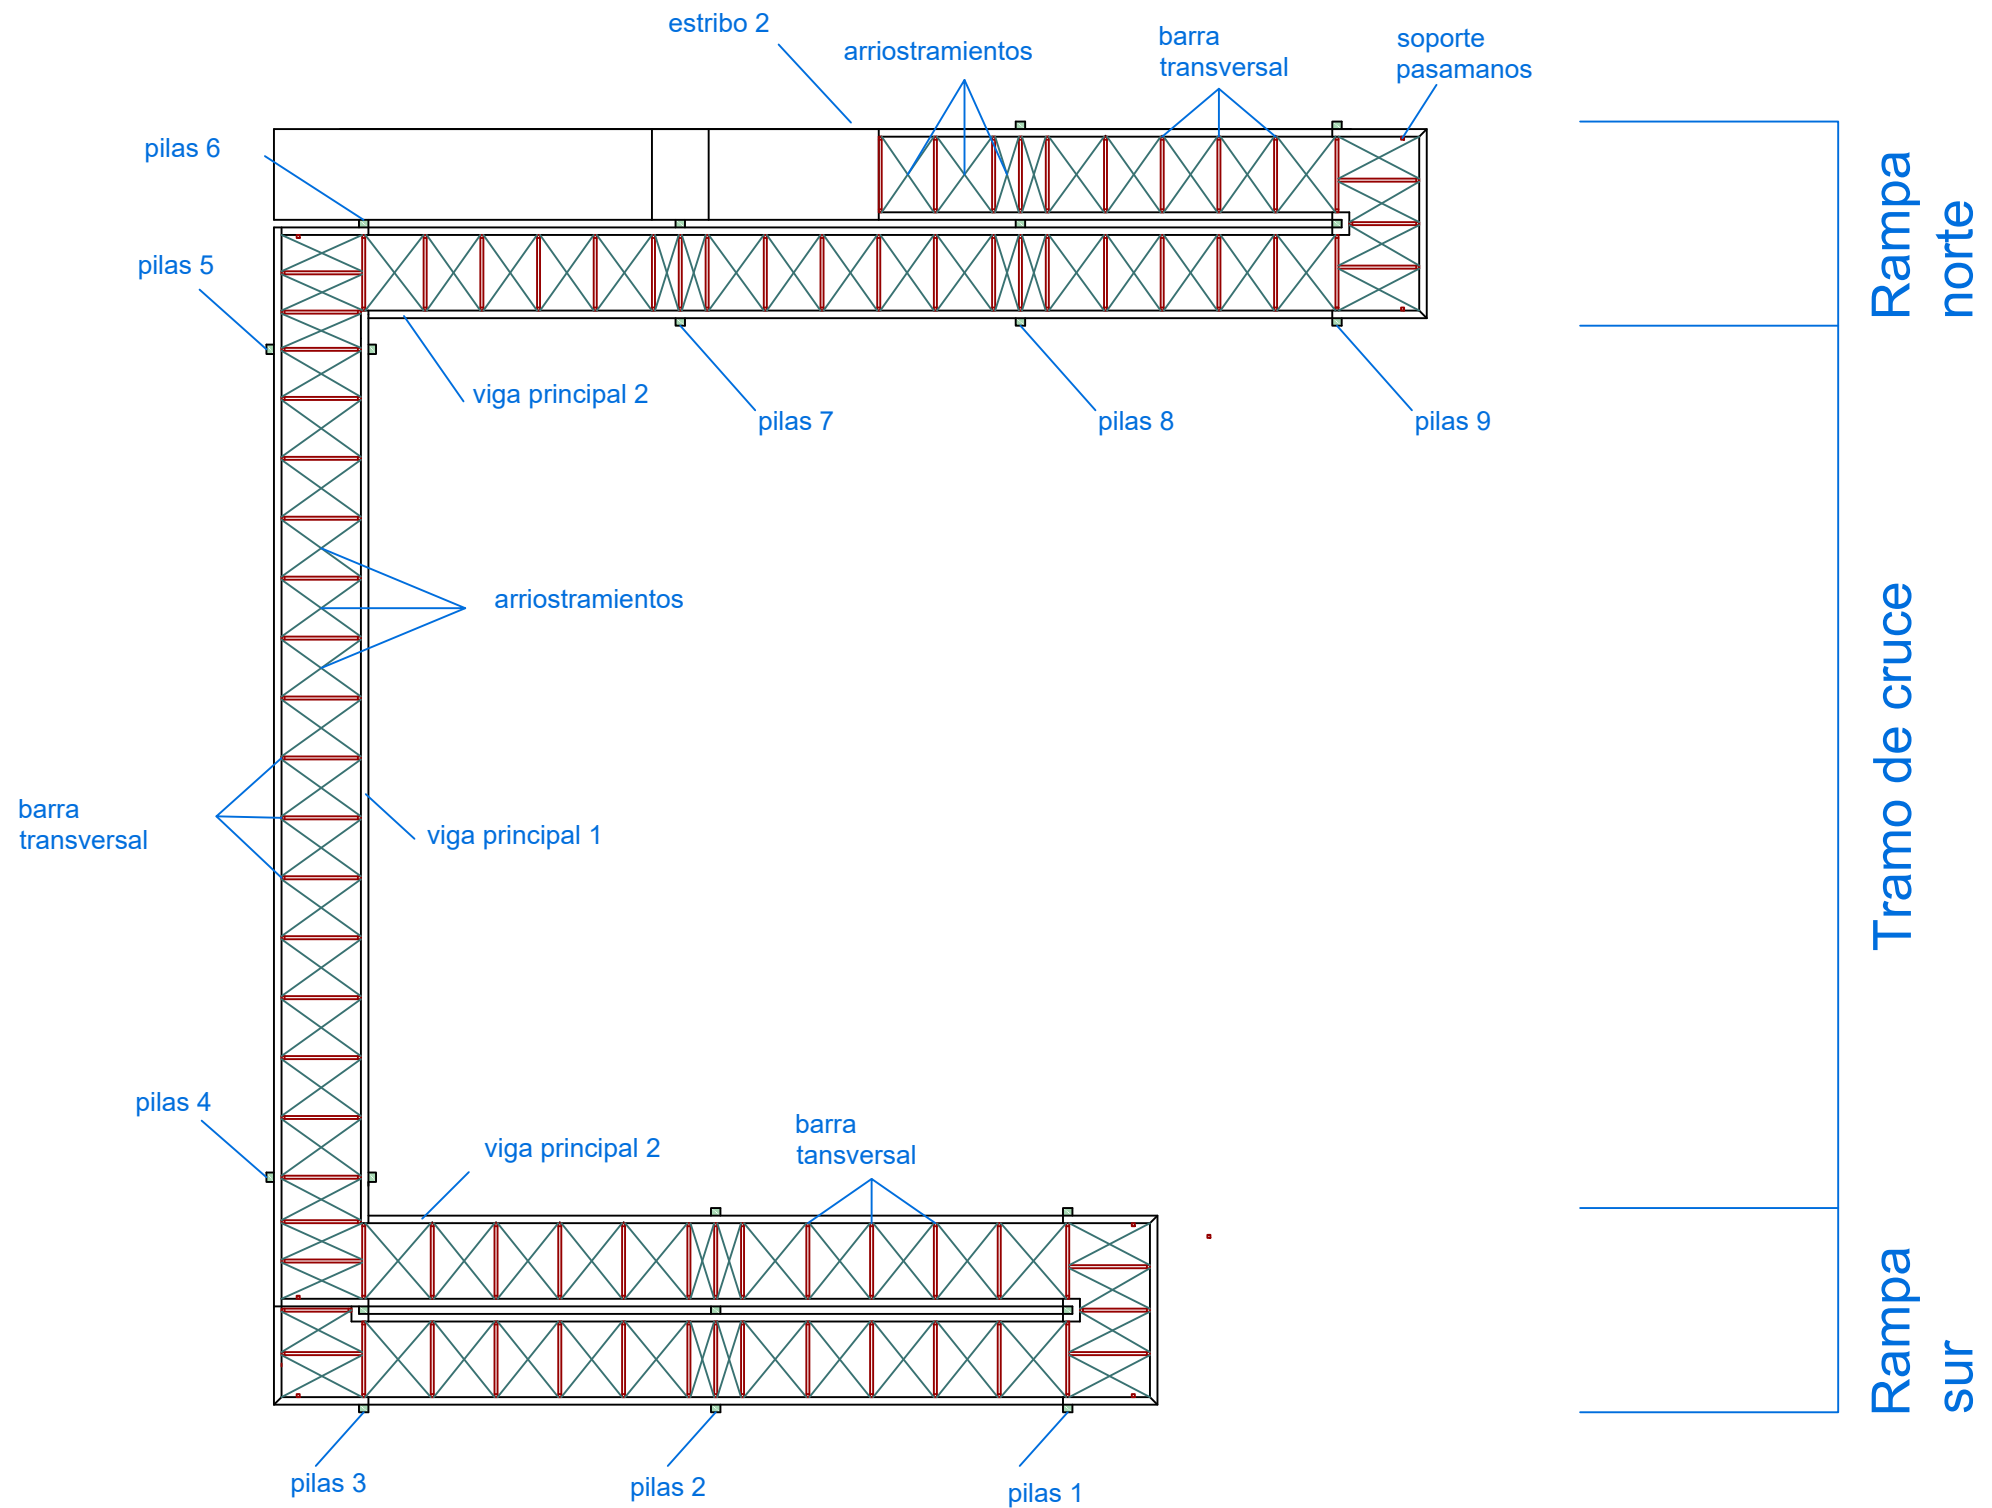 estribo 2
arriostramientos
barra
transversal
soporte
pasamanos
pilas 6
pilas 5
viga principal 2
pilas 7
pilas 8
pilas 9
Rampa
norte
arriostramientos
Tramo de cruce
barra
transversal
viga principal 1
pilas 4
viga principal 2
barra
tansversal
Rampa
sur
pilas 3
pilas 2
pilas 1